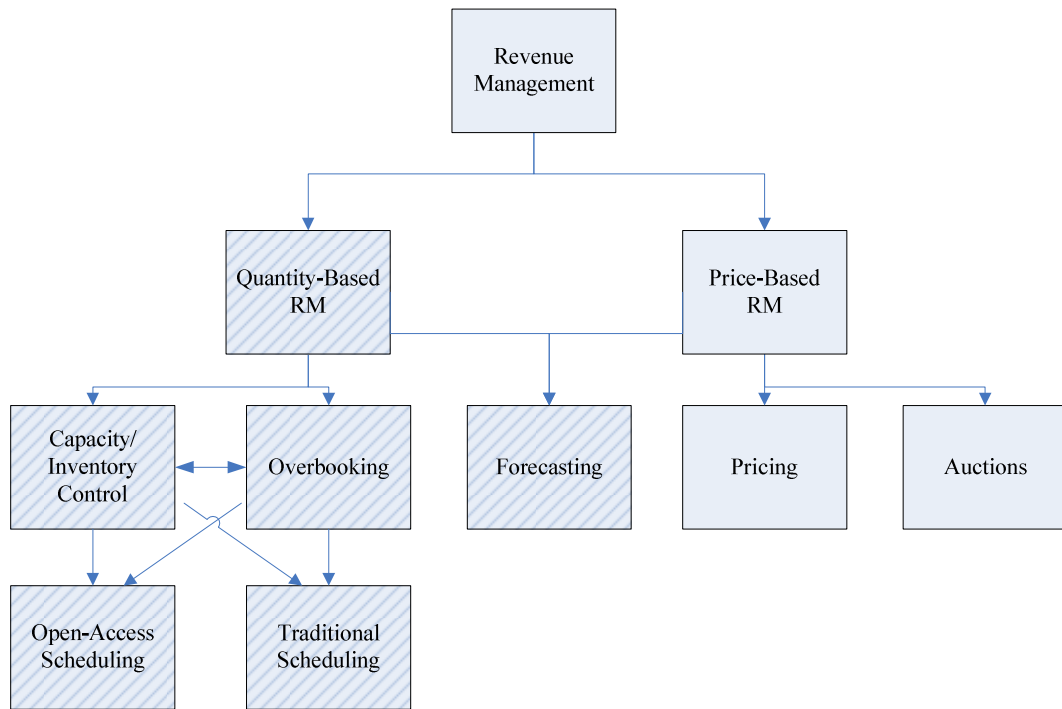 Revenue
Management
Quantity-Based
RM
Price-Based
RM
Capacity/
Inventory
Control
Overbooking
Forecasting
Pricing
Auctions
Open-Access
Scheduling
Traditional
Scheduling